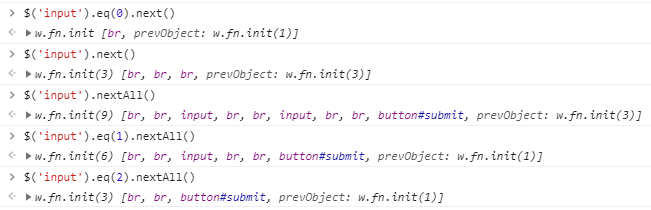 > $('input').eq(0).next()
<· ▶w.fn.init [br, prevObject: w.fn.init(1)]
> $('input').next()
<· ▶w.fn.init(3) [br, br, br, prevObject: w.fn.init(3)]
> $('input').nextAll()
<· ▶w.fn.init(9) [br, br, input, br, br, input, br, br, button#submit, prevObject: w.fn.init(3)]
> $('input').eq(1).nextAll()
<· ▶w.fn.init(6) [br, br, input, br, br, button#submit, prevObject: w.fn.init(1)]
> $('input').eq(2).nextAll()
<· ▶w.fn.init(3) [br, br, button#submit, prevObject: w.fn.init(1)]